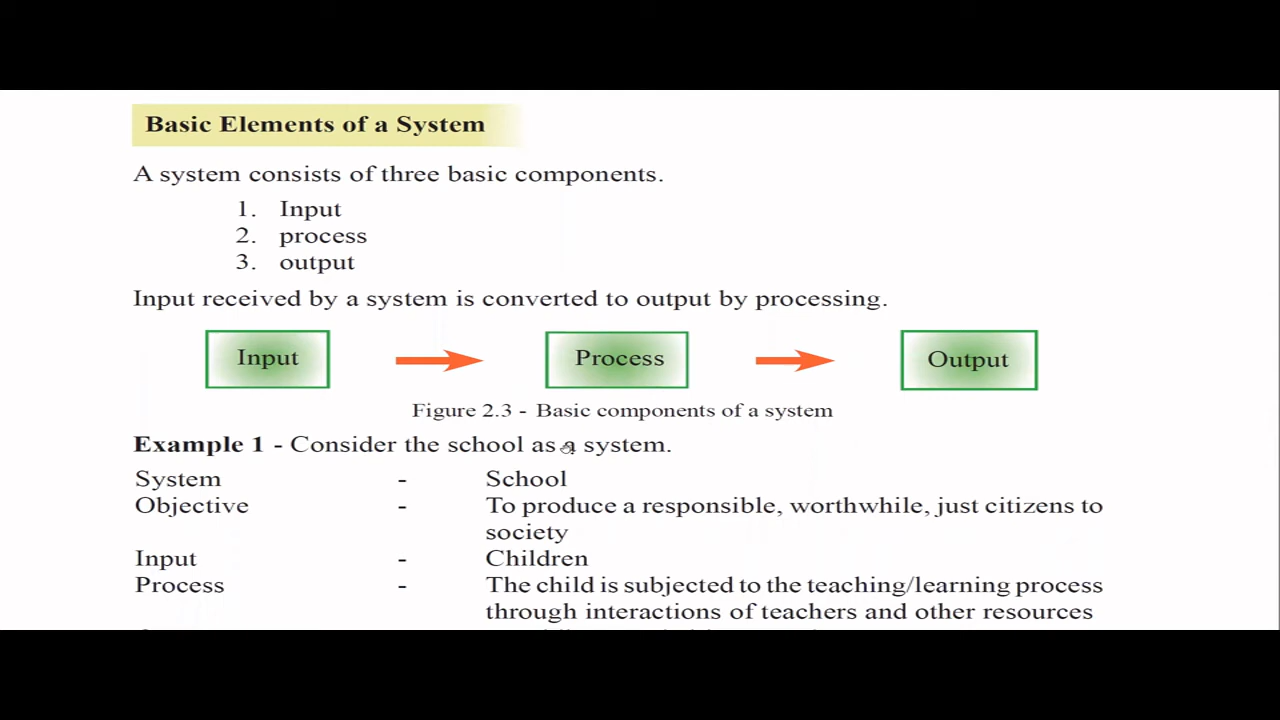 Basic Elements of a System
A system consists of three basic components.
1. Input
2. process
3. output
Input received by a system is converted to output by processing.
Input Process Output
Figure 2.3 - Basic components of a system
Example 1 - Consider the school as a system.
System - School
Objective - To produce a responsible, worthwhile, just citizens to
society
Input - Children
Process - The child is subjected to the teaching/learning process
through interactions of teachers and other resources